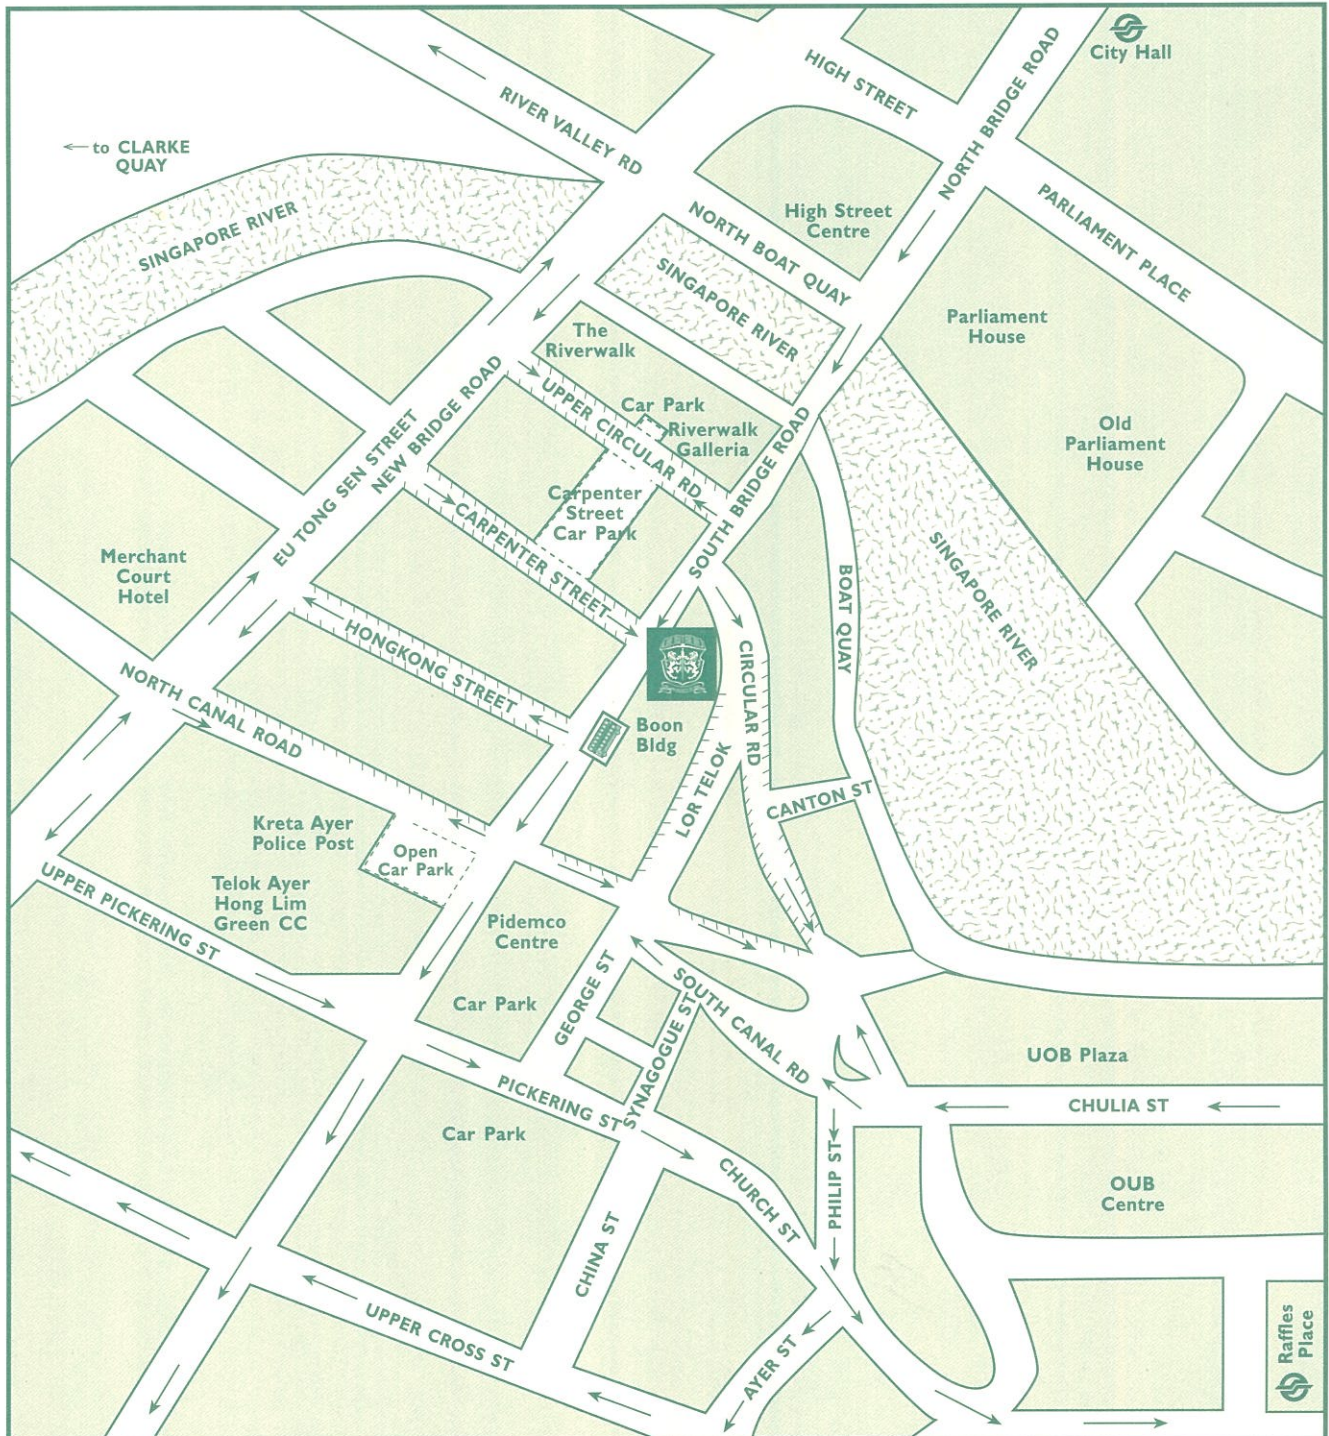 City Hall
HIGH STREET
NORTH BRIDGE ROAD
RIVER VALLEY RD
←to CLARKE
QUAY
SINGAPORE RIVER
High Street
Centre
PARLIAMENT PLACE
NORTH BOAT QUAY
SINGAPORE RIVER
Parliament
House
The
Riverwalk
UPPER CIRCULAR RD
Car Park
Riverwalk
Galleria
Old
Parliament
House
EU TONG SEN STREET
NEW BRIDGE ROAD
SOUTH BRIDGE ROAD
Carpenter
Street
Car Park
CARPENTER STREET
Merchant
Court
Hotel
BOAT QUAY
SINGAPORE RIVER
HONGKONG STREET
CIRCULAR RD
NORTH CANAL ROAD
Boon
Bldg
LOR TELOK
CANTON ST
Kreta Ayer
Police Post
Open
Car Park
Telok Ayer
Hong Lim
Green CC
UPPER PICKERING ST
Pidemco
Centre
Car Park
GEORGE ST
SOUTH CANAL RD
SYNAGOGUE ST
UOB Plaza
PICKERING ST
CHULIA ST
Car Park
CHURCH ST
PHILIP ST
OUB
Centre
CHINA ST
UPPER CROSS ST
AYER ST
Raffles
Place